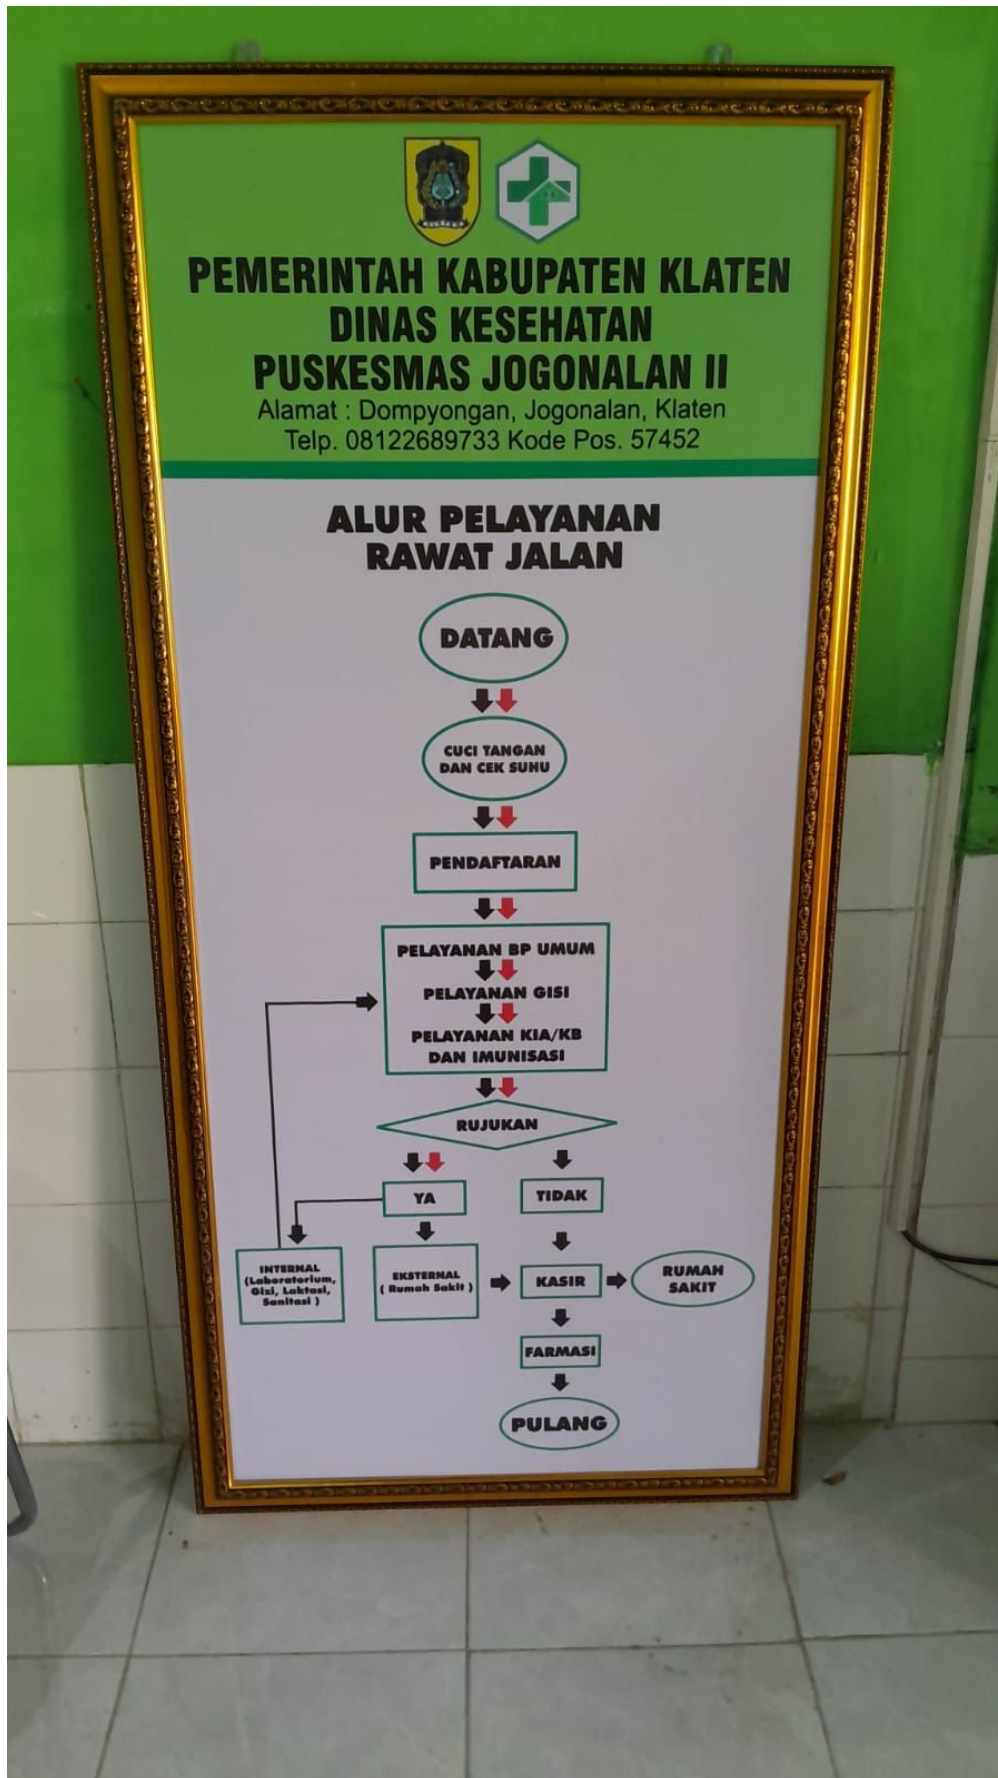 PEMERINTAH KABUPATEN KLATEN
DINAS KESEHATAN
PUSKESMAS JOGONALAN II
Alamat : Dompyongan, Jogonalan, Klaten
Telp. 08122689733 Kode Pos. 57452
ALUR PELAYANAN
RAWAT JALAN
DATANG
CUCI TANGAN
DAN CEK SUHU
PENDAFTARAN
PELAYANAN BP UMUM
PELAYANAN GISI
PELAYANAN KIA/KB
DAN IMUNISASI
RUJUKAN
YA
TIDAK
INTERNAL
(Laboratorium,
Gizi, Laktasi,
Sanitasi )
EKSTERNAL
( Rumah Sakit )
KASIR
RUMAH
SAKIT
FARMASI
PULANG